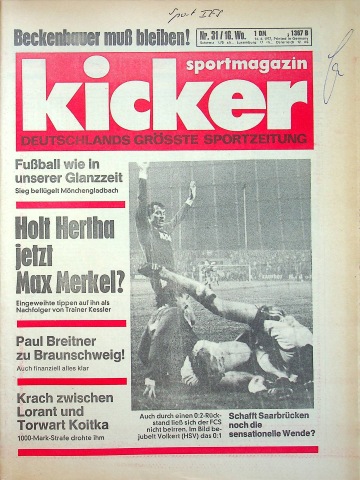 Sport
Beckenbauer muß bleiben!
Nr. 31 / 16. Wo.
1 DM
1367 B
sportmagazin
kicker
DEUTSCHLANDS GRÖSSTE SPORTZEITUNG
Fußball wie in
unserer Glanzzeit
Sieg beflügelt Mönchengladbach
Holt Hertha
jetzt
Max Merkel?
Eingeweihte tippen auf ihn als
Nachfolger von Trainer Kessler
Paul Breitner
zu Braunschweig!
Auch finanziell alles klar
Krach zwischen
Lorant und
Torwart Koitka
1000-Mark-Strafe drohte ihm
Auch durch einen 0:2-Rück-
stand ließ sich der FCS
nicht beirren. Im Bild be-
jubelt Volkert (HSV) das 0:1
Schafft Saarbrücken
noch die
sensationelle Wende?